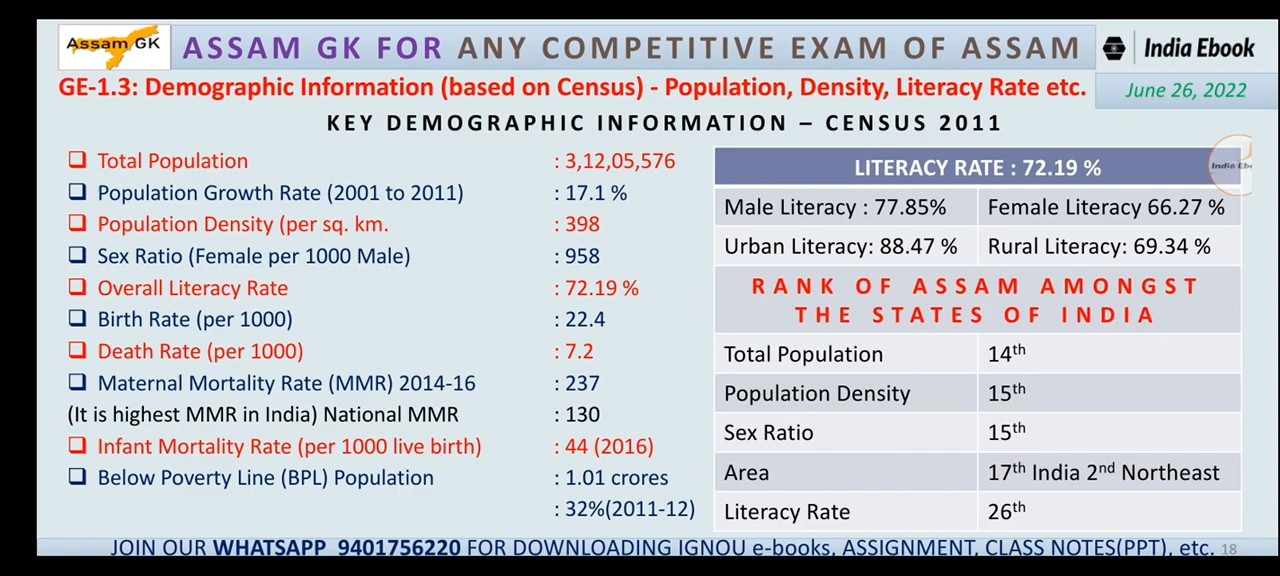 Assam GK
ASSAM GK FOR ANY COMPETITIVE EXAM OF ASSAM
India Ebook
GE-1.3: Demographic Information (based on Census) - Population, Density, Literacy Rate etc.
June 26, 2022
KEY DEMOGRAPHIC INFORMATION – CENSUS 2011
Total Population : 3,12,05,576
Population Growth Rate (2001 to 2011) : 17.1 %
Population Density (per sq. km. : 398
Sex Ratio (Female per 1000 Male) : 958
Overall Literacy Rate : 72.19 %
Birth Rate (per 1000) : 22.4
Death Rate (per 1000) : 7.2
Maternal Mortality Rate (MMR) 2014-16 : 237
(It is highest MMR in India) National MMR : 130
Infant Mortality Rate (per 1000 live birth) : 44 (2016)
Below Poverty Line (BPL) Population : 1.01 crores
: 32%(2011-12)
LITERACY RATE : 72.19 %
India Eb
Male Literacy : 77.85% Female Literacy 66.27 %
Urban Literacy: 88.47 % Rural Literacy: 69.34 %
RANK OF ASSAM AMONGST
THE STATES OF INDIA
Total Population 14th
Population Density 15th
Sex Ratio 15th
Area 17th India 2nd Northeast
Literacy Rate 26th
JOIN OUR WHATSAPP 9401756220 FOR DOWNLOADING IGNOU e-books, ASSIGNMENT, CLASS NOTES(PPT), etc. 18